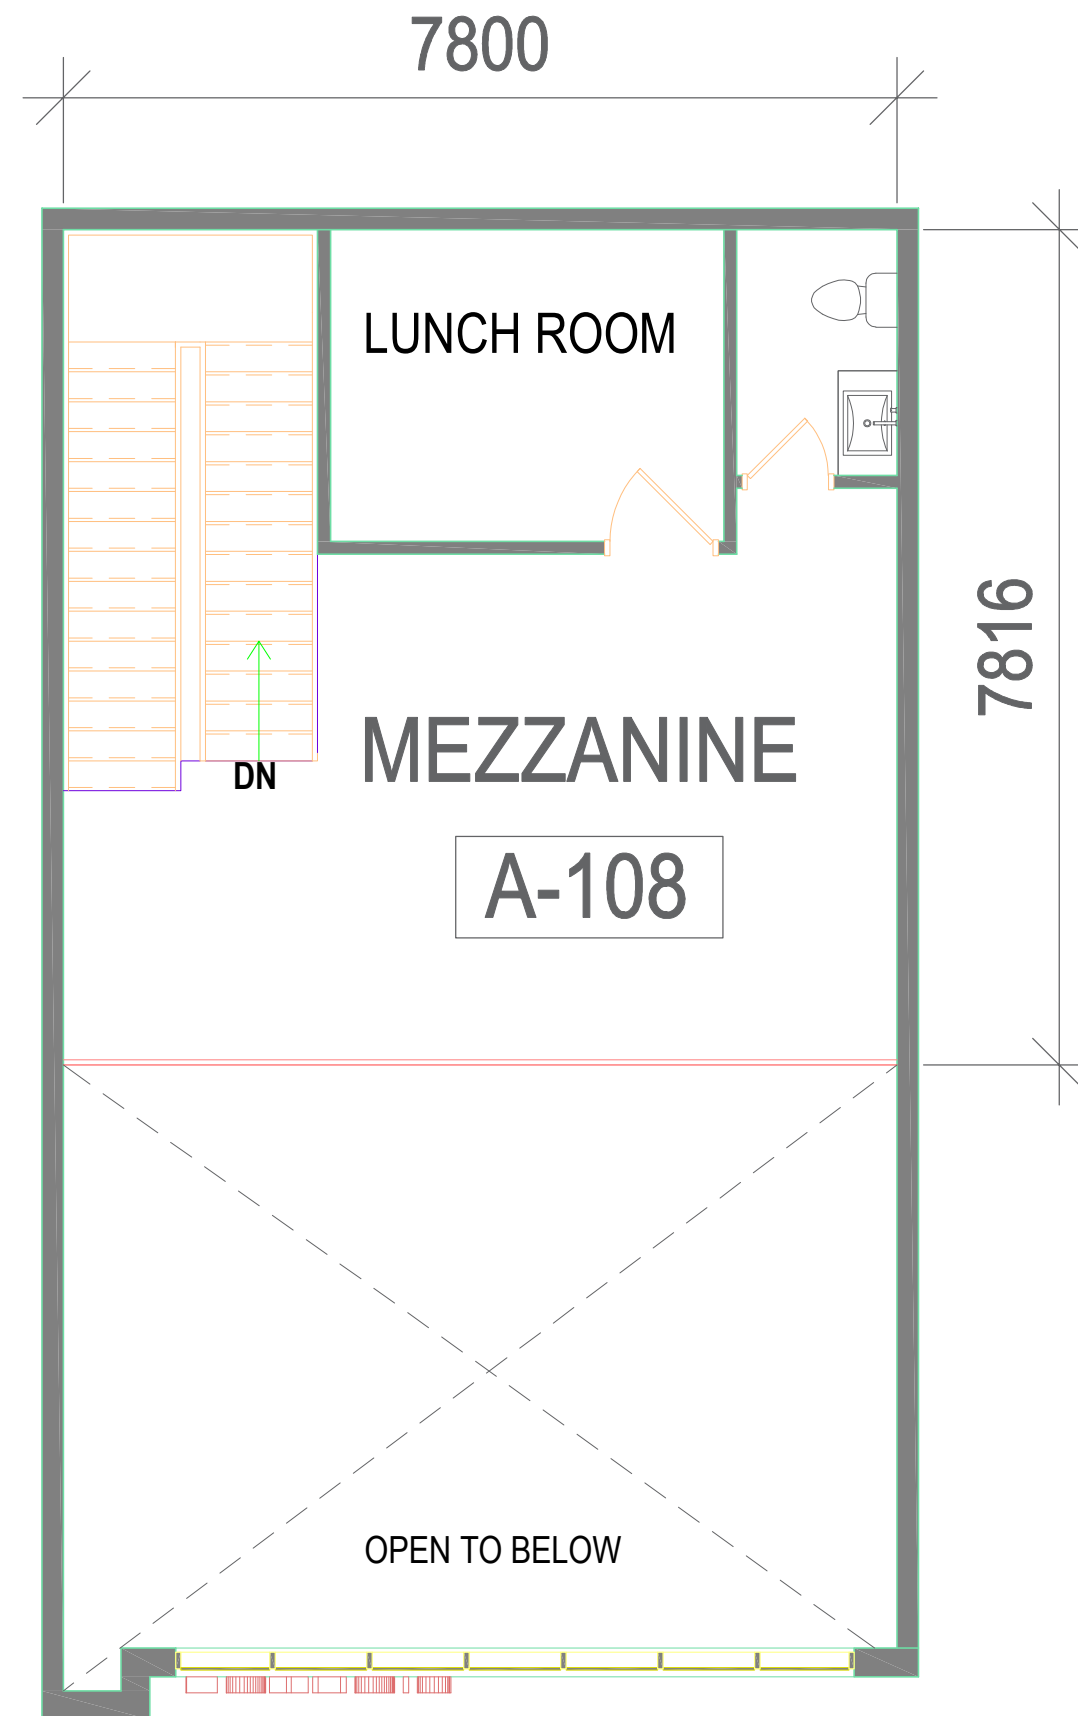 7800
LUNCH ROOM
7816
MEZZANINE
DN
A-108
OPEN TO BELOW